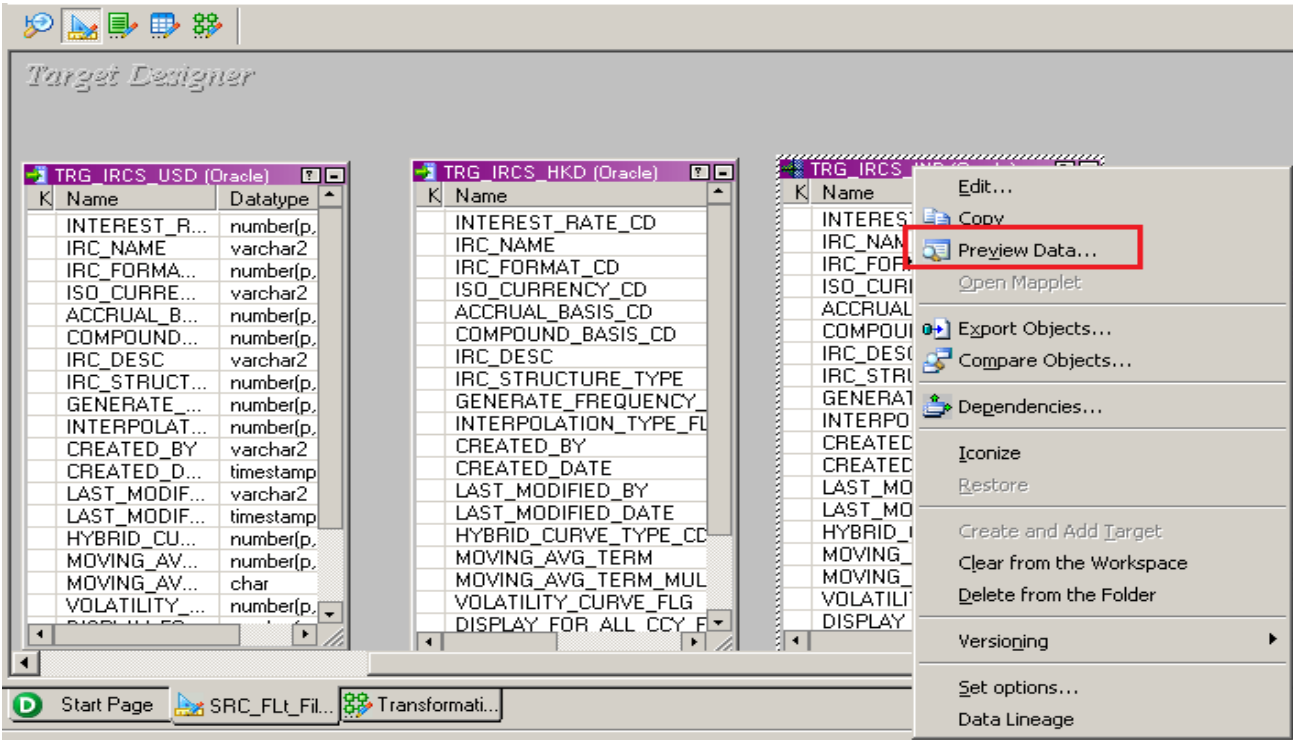 Target Designer
TRG_IRCS_USD (Oracle)
K Name Datatype
INTEREST_R... number(p,
IRC_NAME varchar2
IRC_FORMA... number(p,
ISO_CURRE... varchar2
ACCRUAL_B... number(p,
COMPOUND... number(p,
IRC_DESC varchar2
IRC_STRUCT... number(p,
GENERATE_... number(p,
INTERPOLAT... number(p,
CREATED_BY varchar2
CREATED_D... timestamp
LAST_MODIF... varchar2
LAST_MODIF... timestamp
HYBRID_CU... number(p,
MOVING_AV... number(p,
MOVING_AV... char
VOLATILITY_... number(p,
TRG_IRCS_HKD (Oracle)
K Name
INTEREST_RATE_CD
IRC_NAME
IRC_FORMAT_CD
ISO_CURRENCY_CD
ACCRUAL_BASIS_CD
COMPOUND_BASIS_CD
IRC_DESC
IRC_STRUCTURE_TYPE
GENERATE_FREQUENCY_
INTERPOLATION_TYPE_FL
CREATED_BY
CREATED_DATE
LAST_MODIFIED_BY
LAST_MODIFIED_DATE
HYBRID_CURVE_TYPE_CD
MOVING_AVG_TERM
MOVING_AVG_TERM_MUL
VOLATILITY_CURVE_FLG
DISPLAY_FOR_ALL_CCY_F
TRG_IRCS
K Name
INTEREST
IRC_NAM
IRC_FOR
ISO_CUR
ACCRUAL
COMPOU
IRC_DES
IRC_STR
GENERAT
INTERPO
CREATED
CREATED
LAST_MO
LAST_MO
HYBRID_
MOVING_
MOVING_
VOLATILI
DISPLAY
Edit...
Copy
Preview Data...
Open Mapplet
Export Objects...
Compare Objects...
Dependencies...
Iconize
Restore
Create and Add Target
Clear from the Workspace
Delete from the Folder
Versioning
Set options...
Data Lineage
Start Page SRC_FLt_Fil... Transformati...